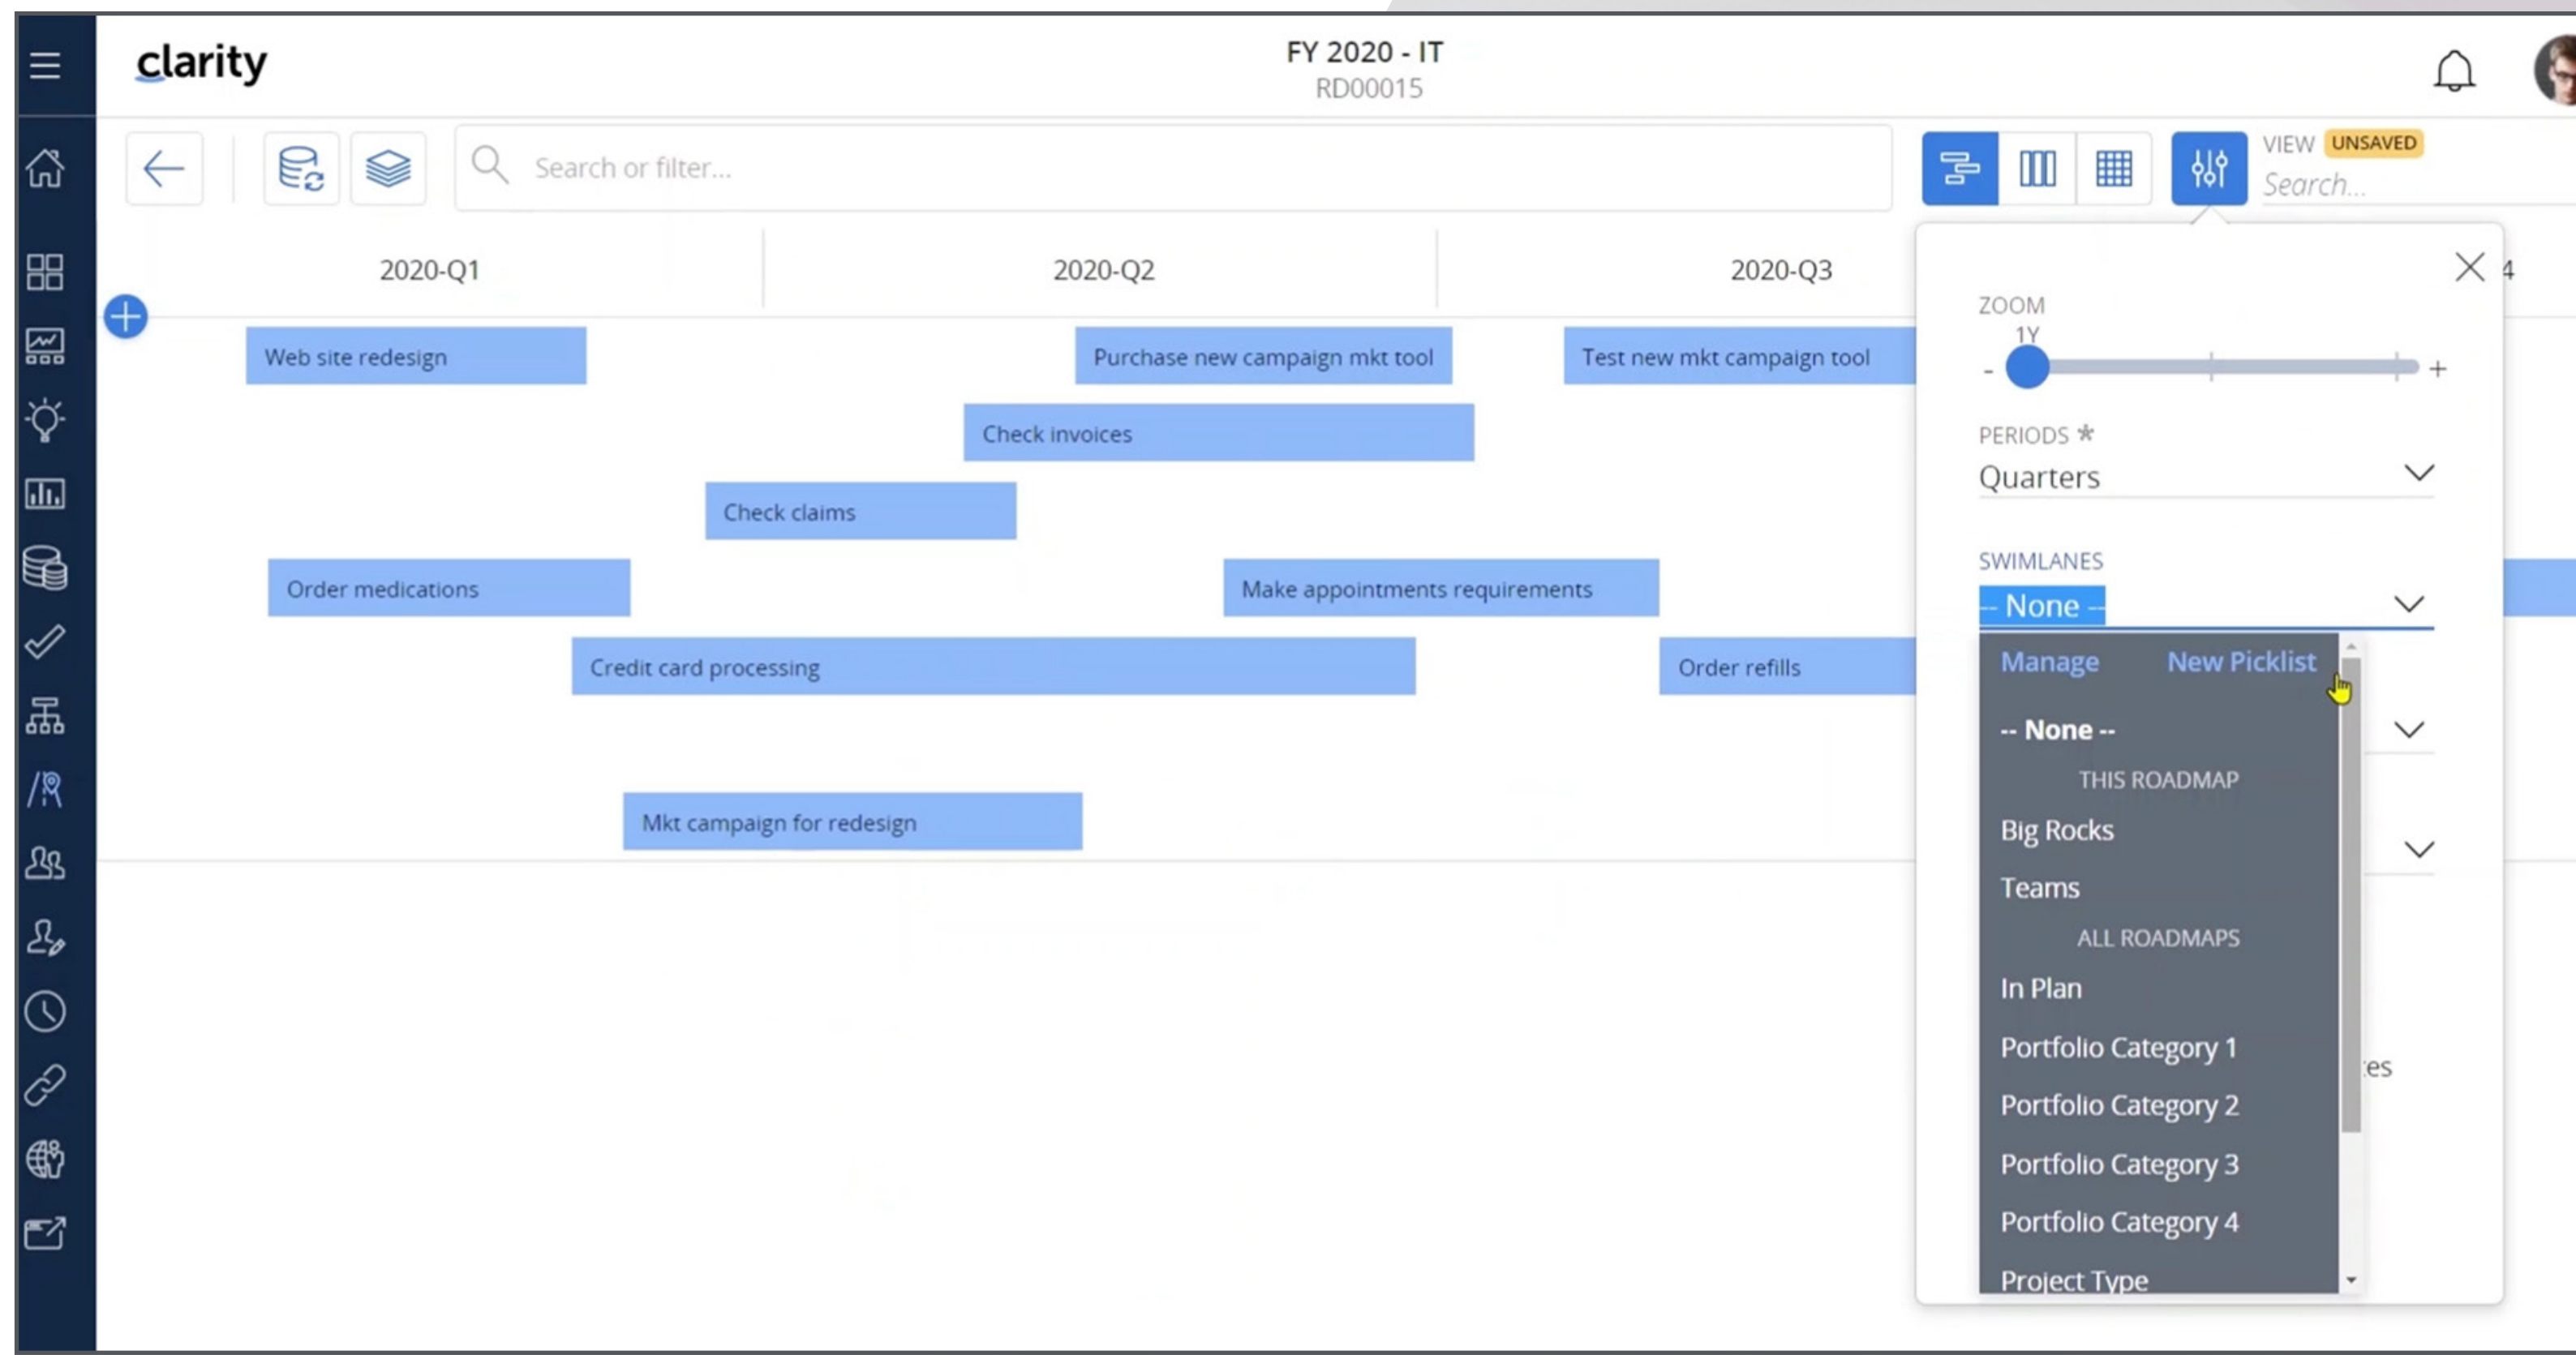 clarity
FY 2020 - IT
RD00015
Search or filter...
VIEW UNSAVED
Search...
2020-Q1
2020-Q2
2020-Q3
4
Web site redesign
Purchase new campaign mkt tool
Test new mkt campaign tool
Check invoices
Check claims
Order medications
Make appointments requirements
Credit card processing
Order refills
Mkt campaign for redesign
ZOOM
1Y
- +
PERIODS *
Quarters
SWIMLANES
-- None --
Manage New Picklist
-- None --
THIS ROADMAP
Big Rocks
Teams
ALL ROADMAPS
In Plan
Portfolio Category 1
Portfolio Category 2
Portfolio Category 3
Portfolio Category 4
Project Type